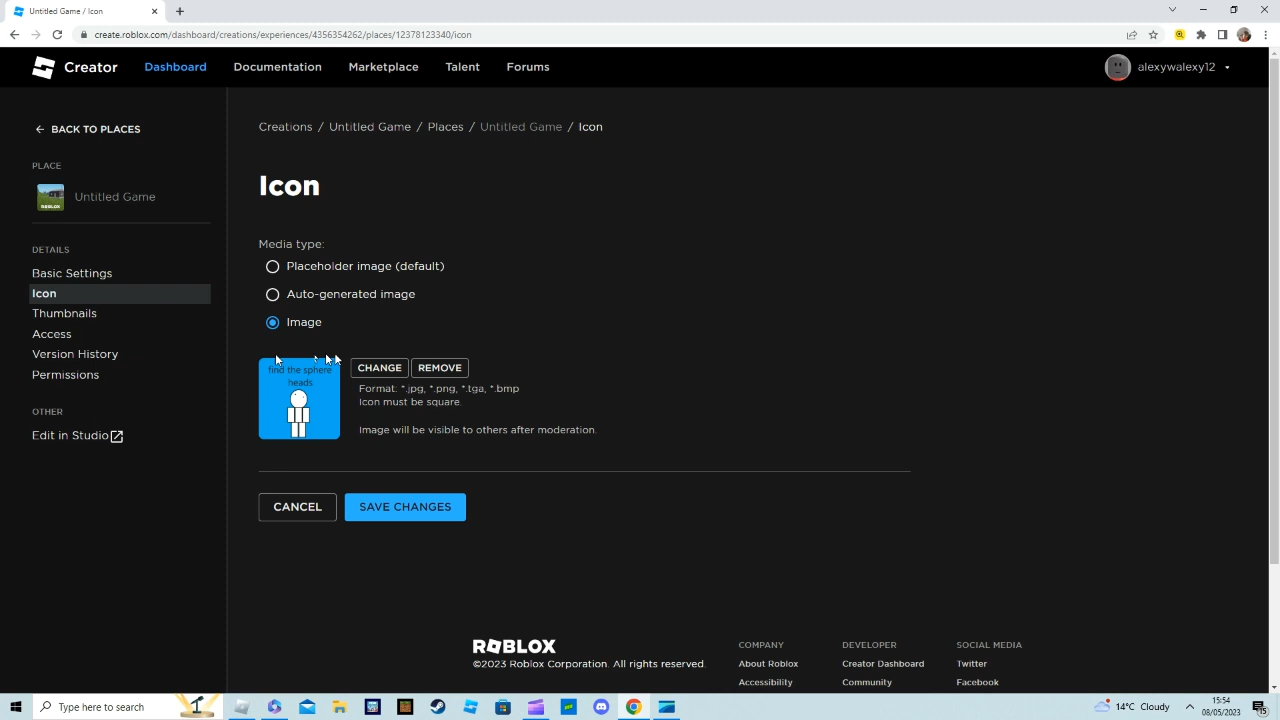 Untitled Game / Icon
create.roblox.com/dashboard/creations/experiences/4356354262/places/12378123340/icon
Creator
Dashboard
Documentation
Marketplace
Talent
Forums
alexywalexy12
BACK TO PLACES
PLACE
ROBLOX
Untitled Game
DETAILS
Basic Settings
Icon
Thumbnails
Access
Version History
Permissions
OTHER
Edit in Studio
Creations / Untitled Game / Places / Untitled Game / Icon
Icon
Media type:
Placeholder image (default)
Auto-generated image
Image
find the sphere
heads
CHANGE
REMOVE
Format: *.jpg, *.png, *.tga, *.bmp
Icon must be square.
Image will be visible to others after moderation.
CANCEL
SAVE CHANGES
ROBLOX
©2023 Roblox Corporation. All rights reserved.
COMPANY
About Roblox
Accessibility
DEVELOPER
Creator Dashboard
Community
SOCIAL MEDIA
Twitter
Facebook
Type here to search
14°C Cloudy
15:54
08/05/2023
15